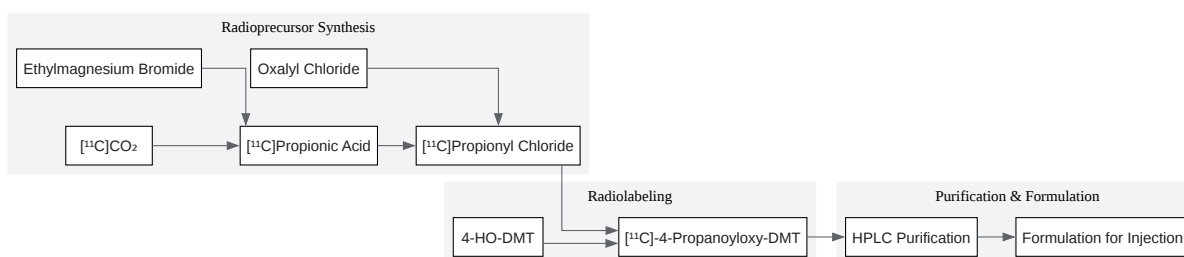 Radioprecursor Synthesis
Ethylmagnesium Bromide
Oxalyl Chloride
[¹¹C]CO₂
[¹¹C]Propionic Acid
[¹¹C]Propionyl Chloride
Radiolabeling
4-HO-DMT
[¹¹C]-4-Propanoyloxy-DMT
Purification & Formulation
HPLC Purification
Formulation for Injection